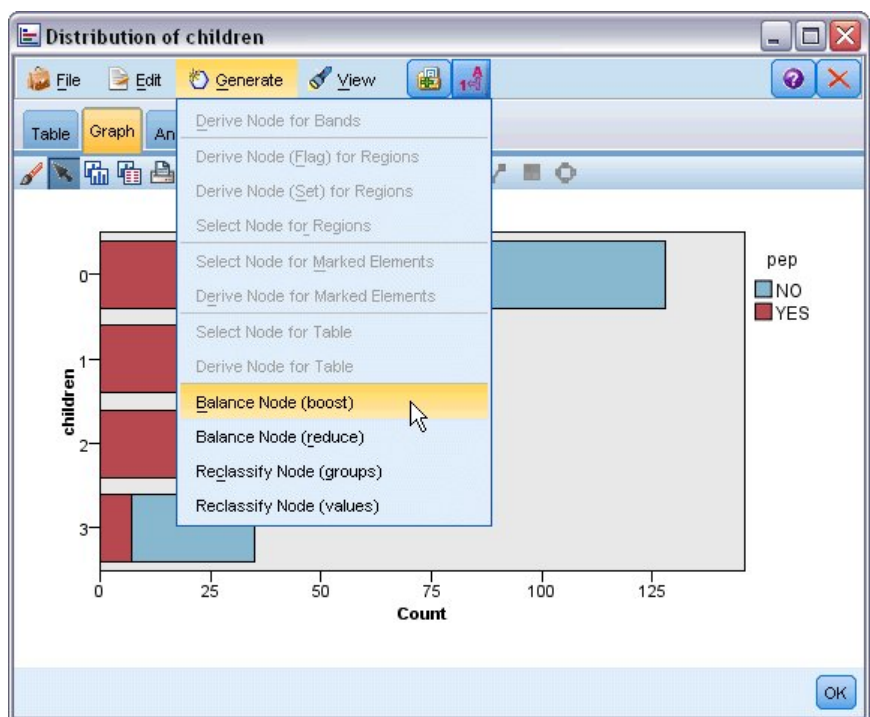 Distribution of children
File Edit Generate View
Table Graph An
Derive Node for Bands
Derive Node (Flag) for Regions
Derive Node (Set) for Regions
Select Node for Regions
Select Node for Marked Elements
Derive Node for Marked Elements
Select Node for Table
Derive Node for Table
Balance Node (boost)
Balance Node (reduce)
Reclassify Node (groups)
Reclassify Node (values)
pep
NO
YES
children
0
1
2
3
0 25 50 75 100 125
Count
OK